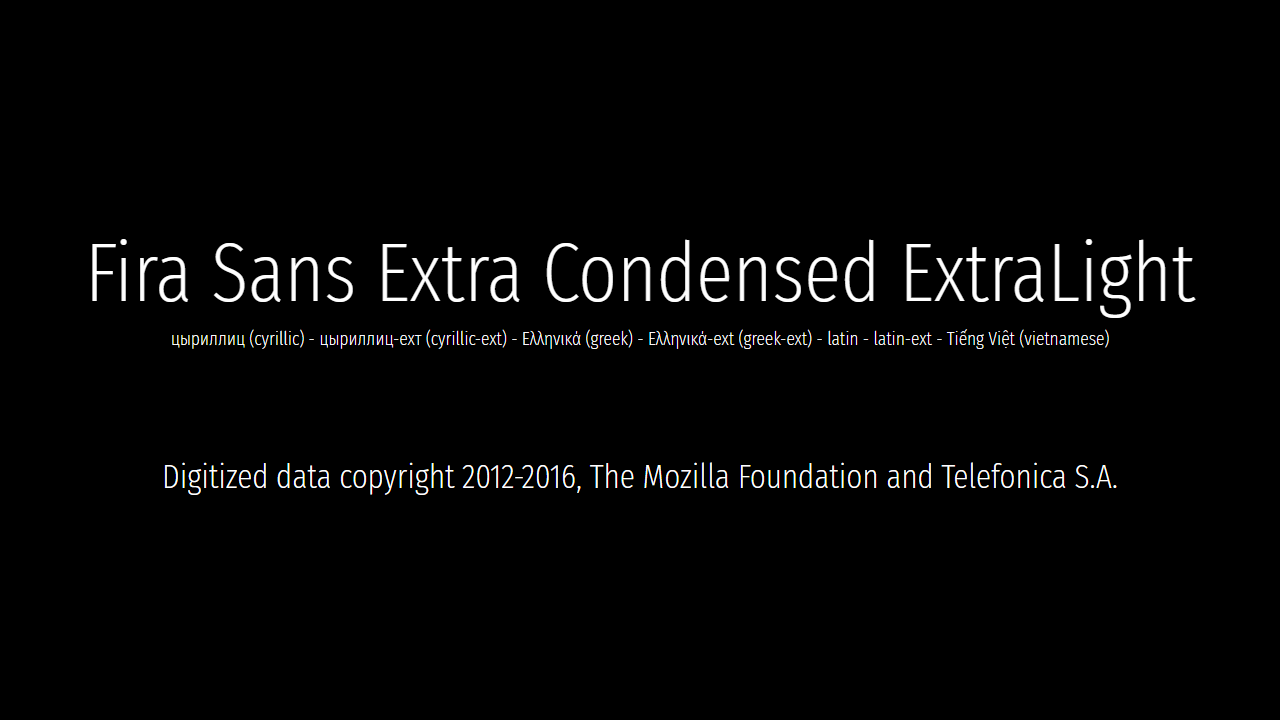 Fira Sans Extra Condensed ExtraLight
цыриллиц (cyrillic) - цыриллиц-ехт (cyrillic-ext) - Ελληνικά (greek) - Ελληνικά-ext (greek-ext) - latin - latin-ext - Tiếng Việt (vietnamese)
Digitized data copyright 2012-2016, The Mozilla Foundation and Telefonica S.A.